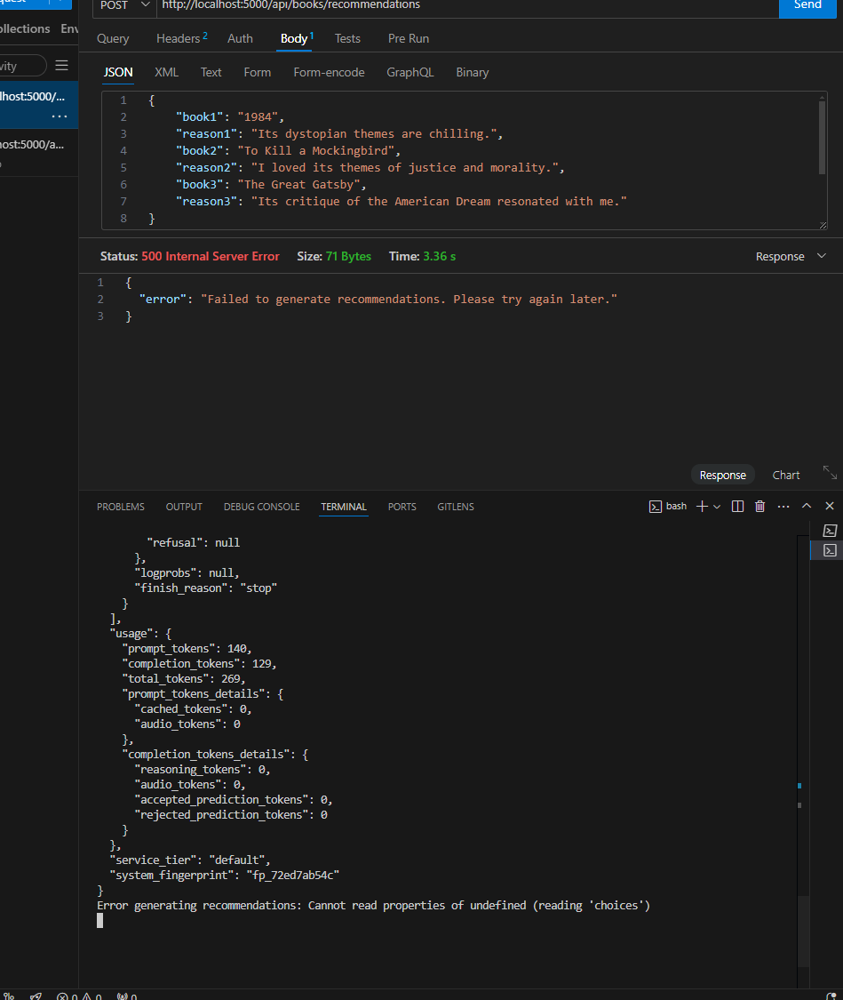 quest
POST http://localhost:5000/api/books/recommendations Send
ollections Env
Query Headers 2 Auth Body 1 Tests Pre Run
vity
JSON XML Text Form Form-encode GraphQL Binary
lhost:5000/...
...
ost:5000/a...
1 {
2 "book1": "1984",
3 "reason1": "Its dystopian themes are chilling.",
4 "book2": "To Kill a Mockingbird",
5 "reason2": "I loved its themes of justice and morality.",
6 "book3": "The Great Gatsby",
7 "reason3": "Its critique of the American Dream resonated with me."
8 }
Status: 500 Internal Server Error Size: 71 Bytes Time: 3.36 s Response
1 {
2 "error": "Failed to generate recommendations. Please try again later."
3 }
Response Chart
PROBLEMS OUTPUT DEBUG CONSOLE TERMINAL PORTS GITLENS bash
"refusal": null
},
"logprobs": null,
"finish_reason": "stop"
}
],
"usage": {
"prompt_tokens": 140,
"completion_tokens": 129,
"total_tokens": 269,
"prompt_tokens_details": {
"cached_tokens": 0,
"audio_tokens": 0
},
"completion_tokens_details": {
"reasoning_tokens": 0,
"audio_tokens": 0,
"accepted_prediction_tokens": 0,
"rejected_prediction_tokens": 0
}
},
"service_tier": "default",
"system_fingerprint": "fp_72ed7ab54c"
}
Error generating recommendations: Cannot read properties of undefined (reading 'choices')
0 0 0